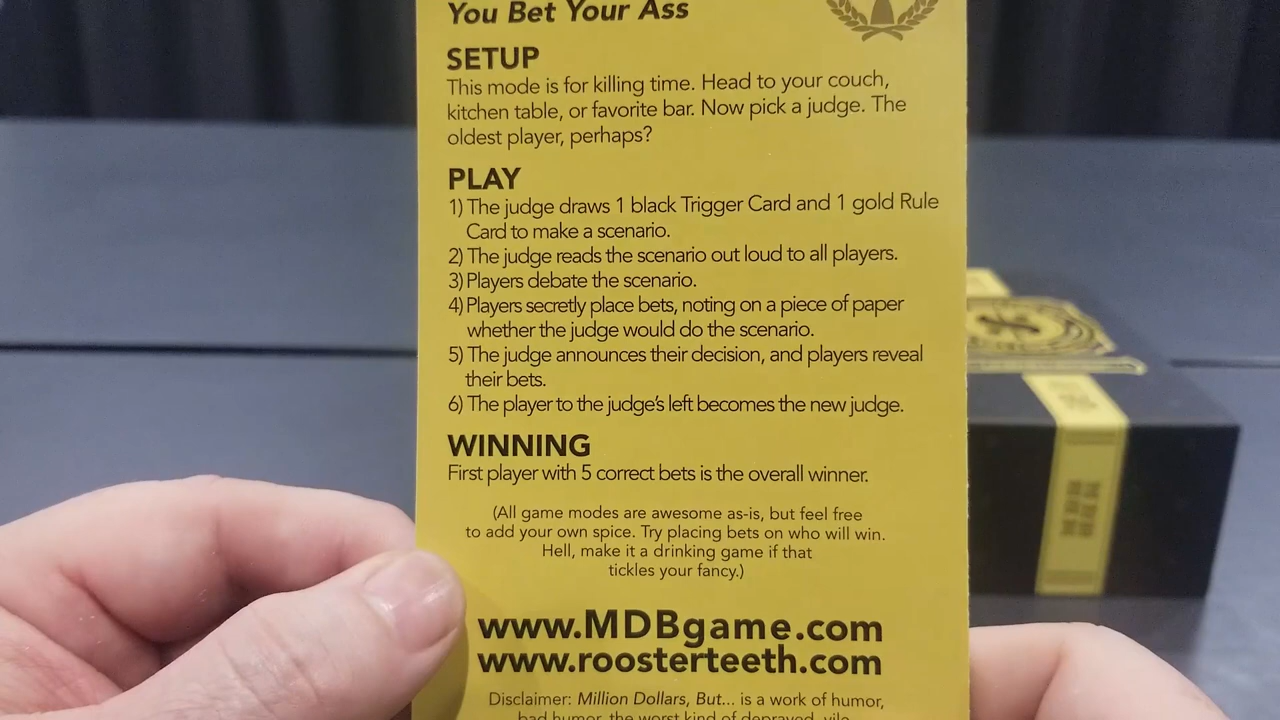 You Bet Your Ass
SETUP
This mode is for killing time. Head to your couch,
kitchen table, or favorite bar. Now pick a judge. The
oldest player, perhaps?
PLAY
1) The judge draws 1 black Trigger Card and 1 gold Rule
Card to make a scenario.
2) The judge reads the scenario out loud to all players.
3) Players debate the scenario.
4) Players secretly place bets, noting on a piece of paper
whether the judge would do the scenario.
5) The judge announces their decision, and players reveal
their bets.
6) The player to the judge's left becomes the new judge.
WINNING
First player with 5 correct bets is the overall winner.
(All game modes are awesome as-is, but feel free
to add your own spice. Try placing bets on who will win.
Hell, make it a drinking game if that
tickles your fancy.)
www.MDBgame.com
www.roosterteeth.com
Disclaimer: Million Dollars, But... is a work of humor,
bad humor, the worst kind of depraved, vile